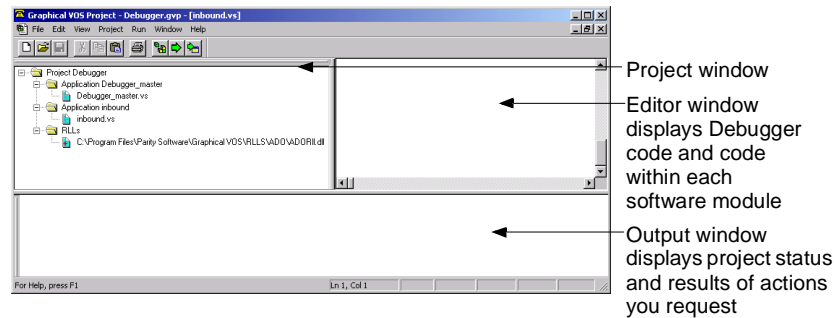 Graphical VOS Project - Debugger.gvp - [inbound.vs]
File Edit View Project Run Window Help
Project Debugger
Application Debugger_master
Debugger_master.vs
Application inbound
inbound.vs
RLLs
C:\Program Files\Parity Software\Graphical VOS\RLLS\ADO\ADORll.dll
For Help, press F1
Ln 1, Col 1
Project window
Editor window
displays Debugger
code and code
within each
software module
Output window
displays project status
and results of actions
you request